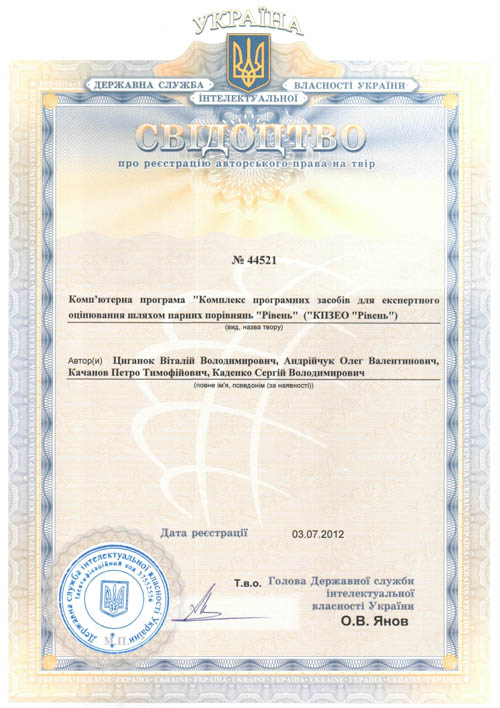 УКРАЇНА
ДЕРЖАВНА СЛУЖБА ІНТЕЛЕКТУАЛЬНОЇ ВЛАСНОСТІ УКРАЇНИ
СВІДОЦТВО
про реєстрацію авторського права на твір
№ 44521
Комп'ютерна програма "Комплекс програмних засобів для експертного
оцінювання шляхом парних порівнянь "Рівень" ("КПЗЕО "Рівень")
(вид, назва твору)
Автор(и) Циганок Віталій Володимирович, Андрійчук Олег Валентинович,
Качанов Петро Тимофійович, Каденко Сергій Володимирович
(повне ім'я, псевдонім (за наявності))
Дата реєстрації 03.07.2012
Т.в.о. Голова Державної служби
інтелектуальної
власності України
О.В. Янов
Державна служба інтелектуальної власності України
Ідентифікаційний код 37552556
М.П.